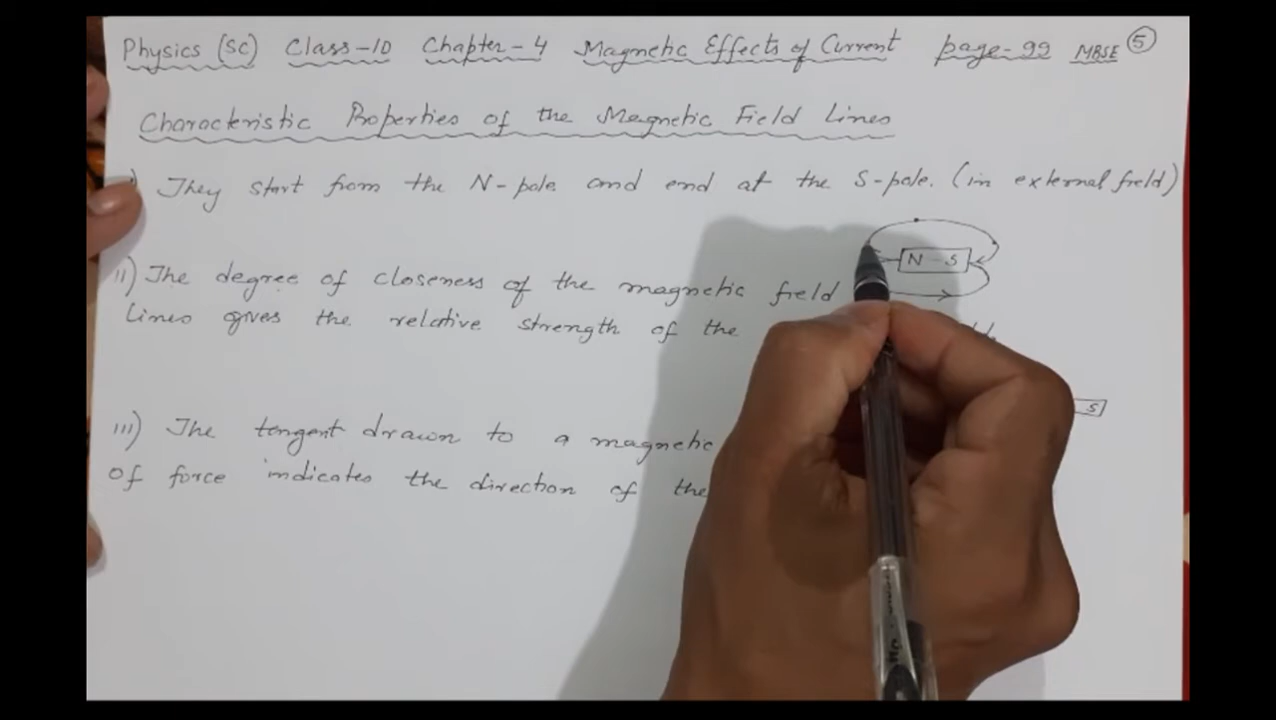 Physics (SC) Class-10 Chapter-4 Magnetic Effects of Current page-99 MBSE 5
Characteristic Properties of the Magnetic Field Lines
They start from the N-pole and end at the S-pole. (in external field)
N-S
II) The degree of closeness of the magnetic field
lines gives the relative strength of the
S
III) The tangent drawn to a magnetic
of force indicates the direction of the